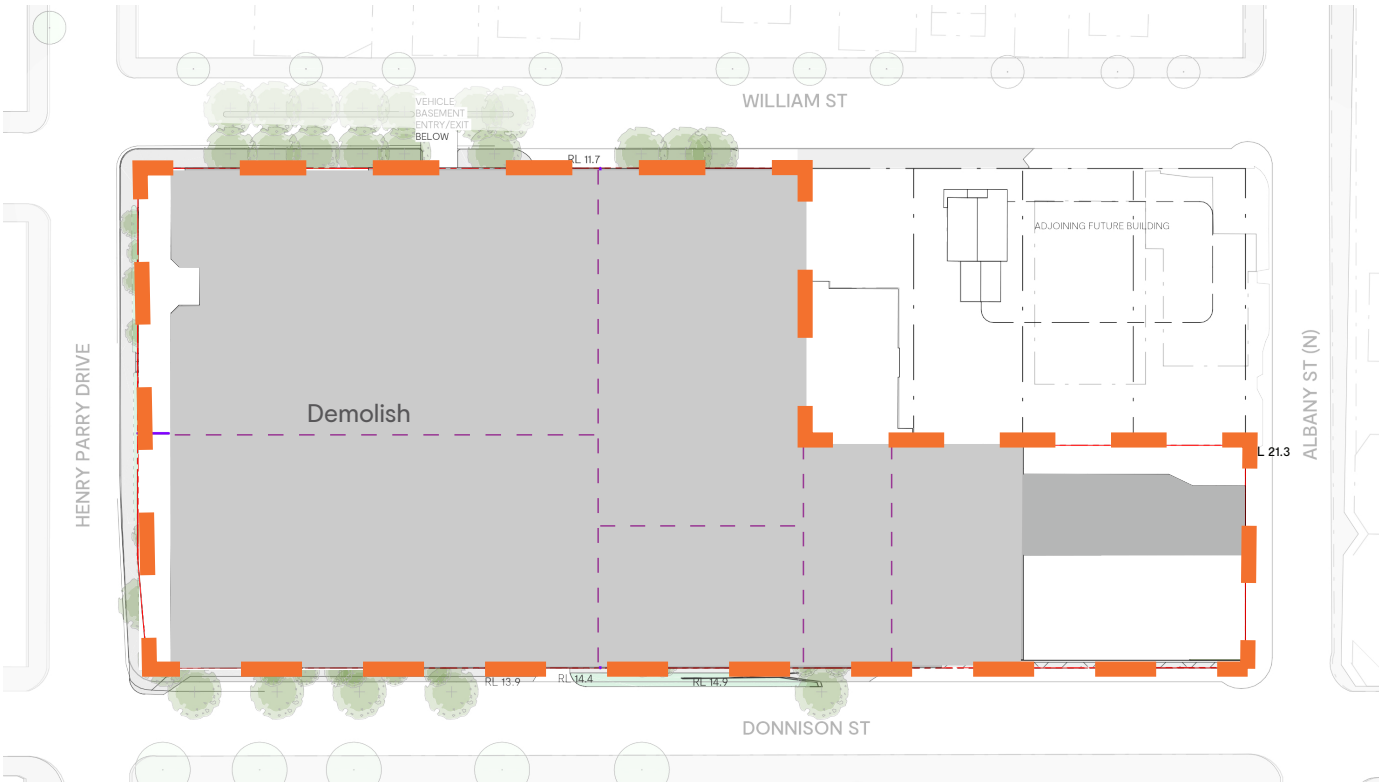 WILLIAM ST
VEHICLE
BASEMENT
ENTRY/EXIT
BELOW
RL 11.7
ADJOINING FUTURE BUILDING
HENRY PARRY DRIVE
Demolish
ALBANY ST (N)
L 21.3
RL 13.9
RL 14.4
RL 14.9
DONNISON ST